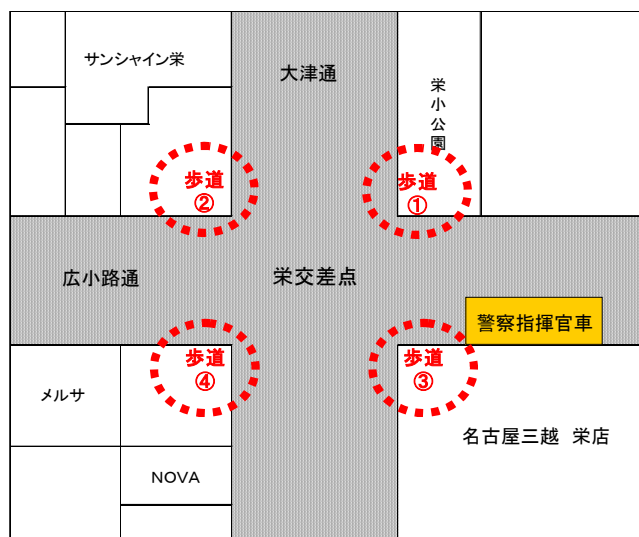 サンシャイン栄
大津通
栄小公園
歩道
②
歩道
①
広小路通
栄交差点
警察指揮官車
歩道
④
歩道
③
メルサ
名古屋三越 栄店
NOVA